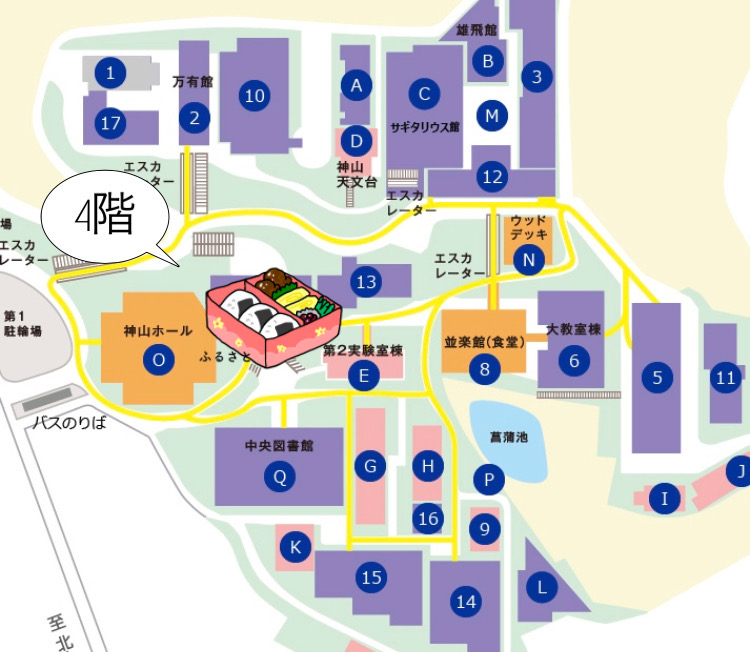 雄飛館
B
3
1
万有館
2
10
A
C
17
M
サギタリウス館
D
12
神山
天文台
エスカ
レーター
エスカ
レーター
4階
ウッド
デッキ
N
場
エスカ
レーター
エスカ
レーター
13
第1
駐輪場
神山ホール
O
ふるさと
第2実験室棟
E
並楽館(食堂)
8
大教室棟
6
5
11
バスのりば
中央図書館
Q
G
H
菖蒲池
P
J
I
16
9
K
15
14
L
至
北